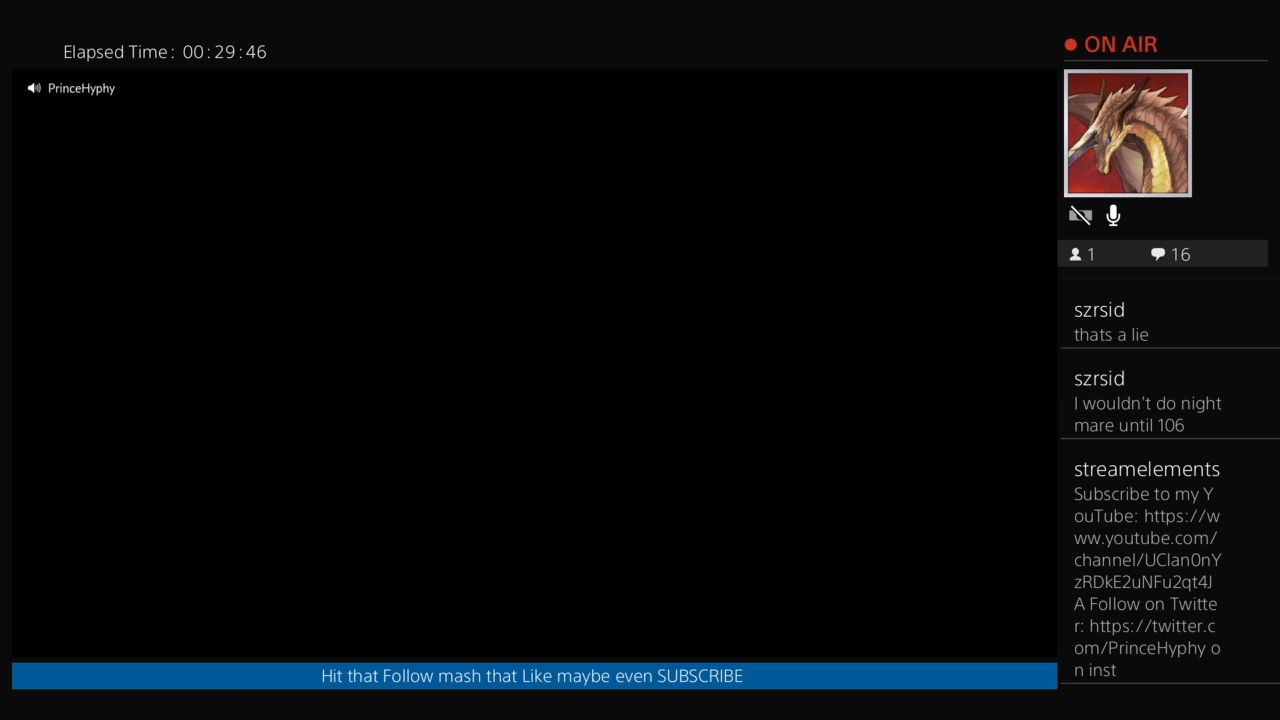 Elapsed Time: 00:29:46
ON AIR
PrinceHyphy
1 16
szrsid
thats a lie
szrsid
I wouldn't do night
mare until 106
streamelements
Subscribe to my Y
ouTube: https://w
ww.youtube.com/
channel/UClan0nY
zRDkE2uNFu2qt4J
A Follow on Twitte
r: https://twitter.c
om/PrinceHyphy o
n inst
Hit that Follow mash that Like maybe even SUBSCRIBE